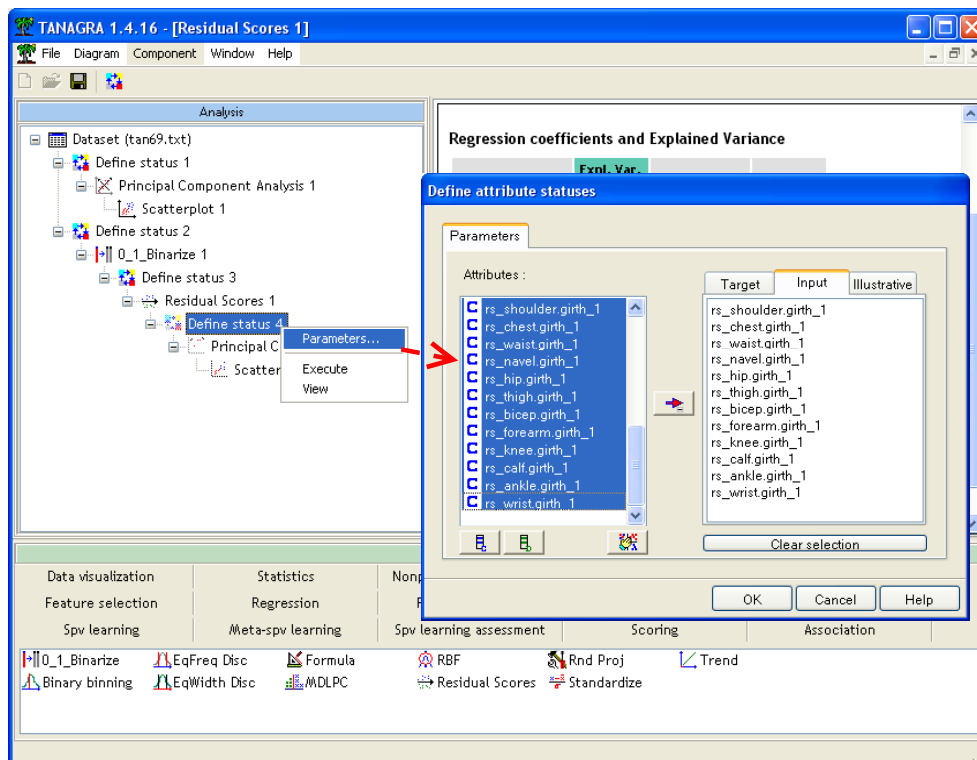 TANAGRA 1.4.16 - [Residual Scores 1]
File Diagram Component Window Help
Analysis
Dataset (tan69.txt)
Define status 1
Principal Component Analysis 1
Scatterplot 1
Define status 2
0_1_Binarize 1
Define status 3
Residual Scores 1
Define status 4
Principal C
Scatter
Parameters...
Execute
View
Regression coefficients and Explained Variance
Expl. Var.
Define attribute statuses
Parameters
Attributes :
C rs_shoulder.girth_1
C rs_chest.girth_1
C rs_waist.girth_1
C rs_navel.girth_1
C rs_hip.girth_1
C rs_thigh.girth_1
C rs_bicep.girth_1
C rs_forearm.girth_1
C rs_knee.girth_1
C rs_calf.girth_1
C rs_ankle.girth_1
C rs_wrist.girth_1
Target Input Illustrative
rs_shoulder.girth_1
rs_chest.girth_1
rs_waist.girth_1
rs_navel.girth_1
rs_hip.girth_1
rs_thigh.girth_1
rs_bicep.girth_1
rs_forearm.girth_1
rs_knee.girth_1
rs_calf.girth_1
rs_ankle.girth_1
rs_wrist.girth_1
Clear selection
OK Cancel Help
Data visualization Statistics Nonp
Feature selection Regression
Spv learning Meta-spv learning Spv learning assessment Scoring Association
0_1_Binarize EqFreq Disc Formula RBF Rnd Proj Trend
Binary binning EqWidth Disc MDLPC Residual Scores Standardize